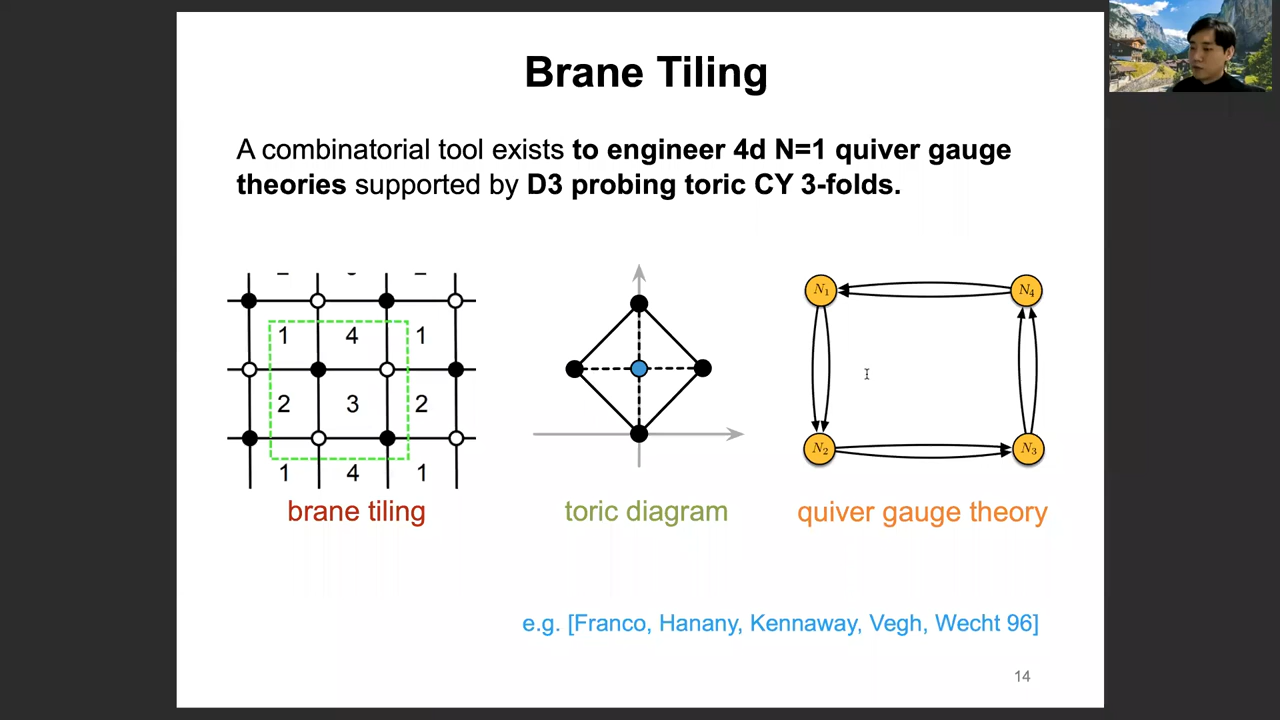 Brane Tiling
A combinatorial tool exists to engineer 4d N=1 quiver gauge
theories supported by D3 probing toric CY 3-folds.
1 4 1
2 3 2
1 4 1
N1 N4
N2 N3
brane tiling
toric diagram
quiver gauge theory
e.g. [Franco, Hanany, Kennaway, Vegh, Wecht 96]
14